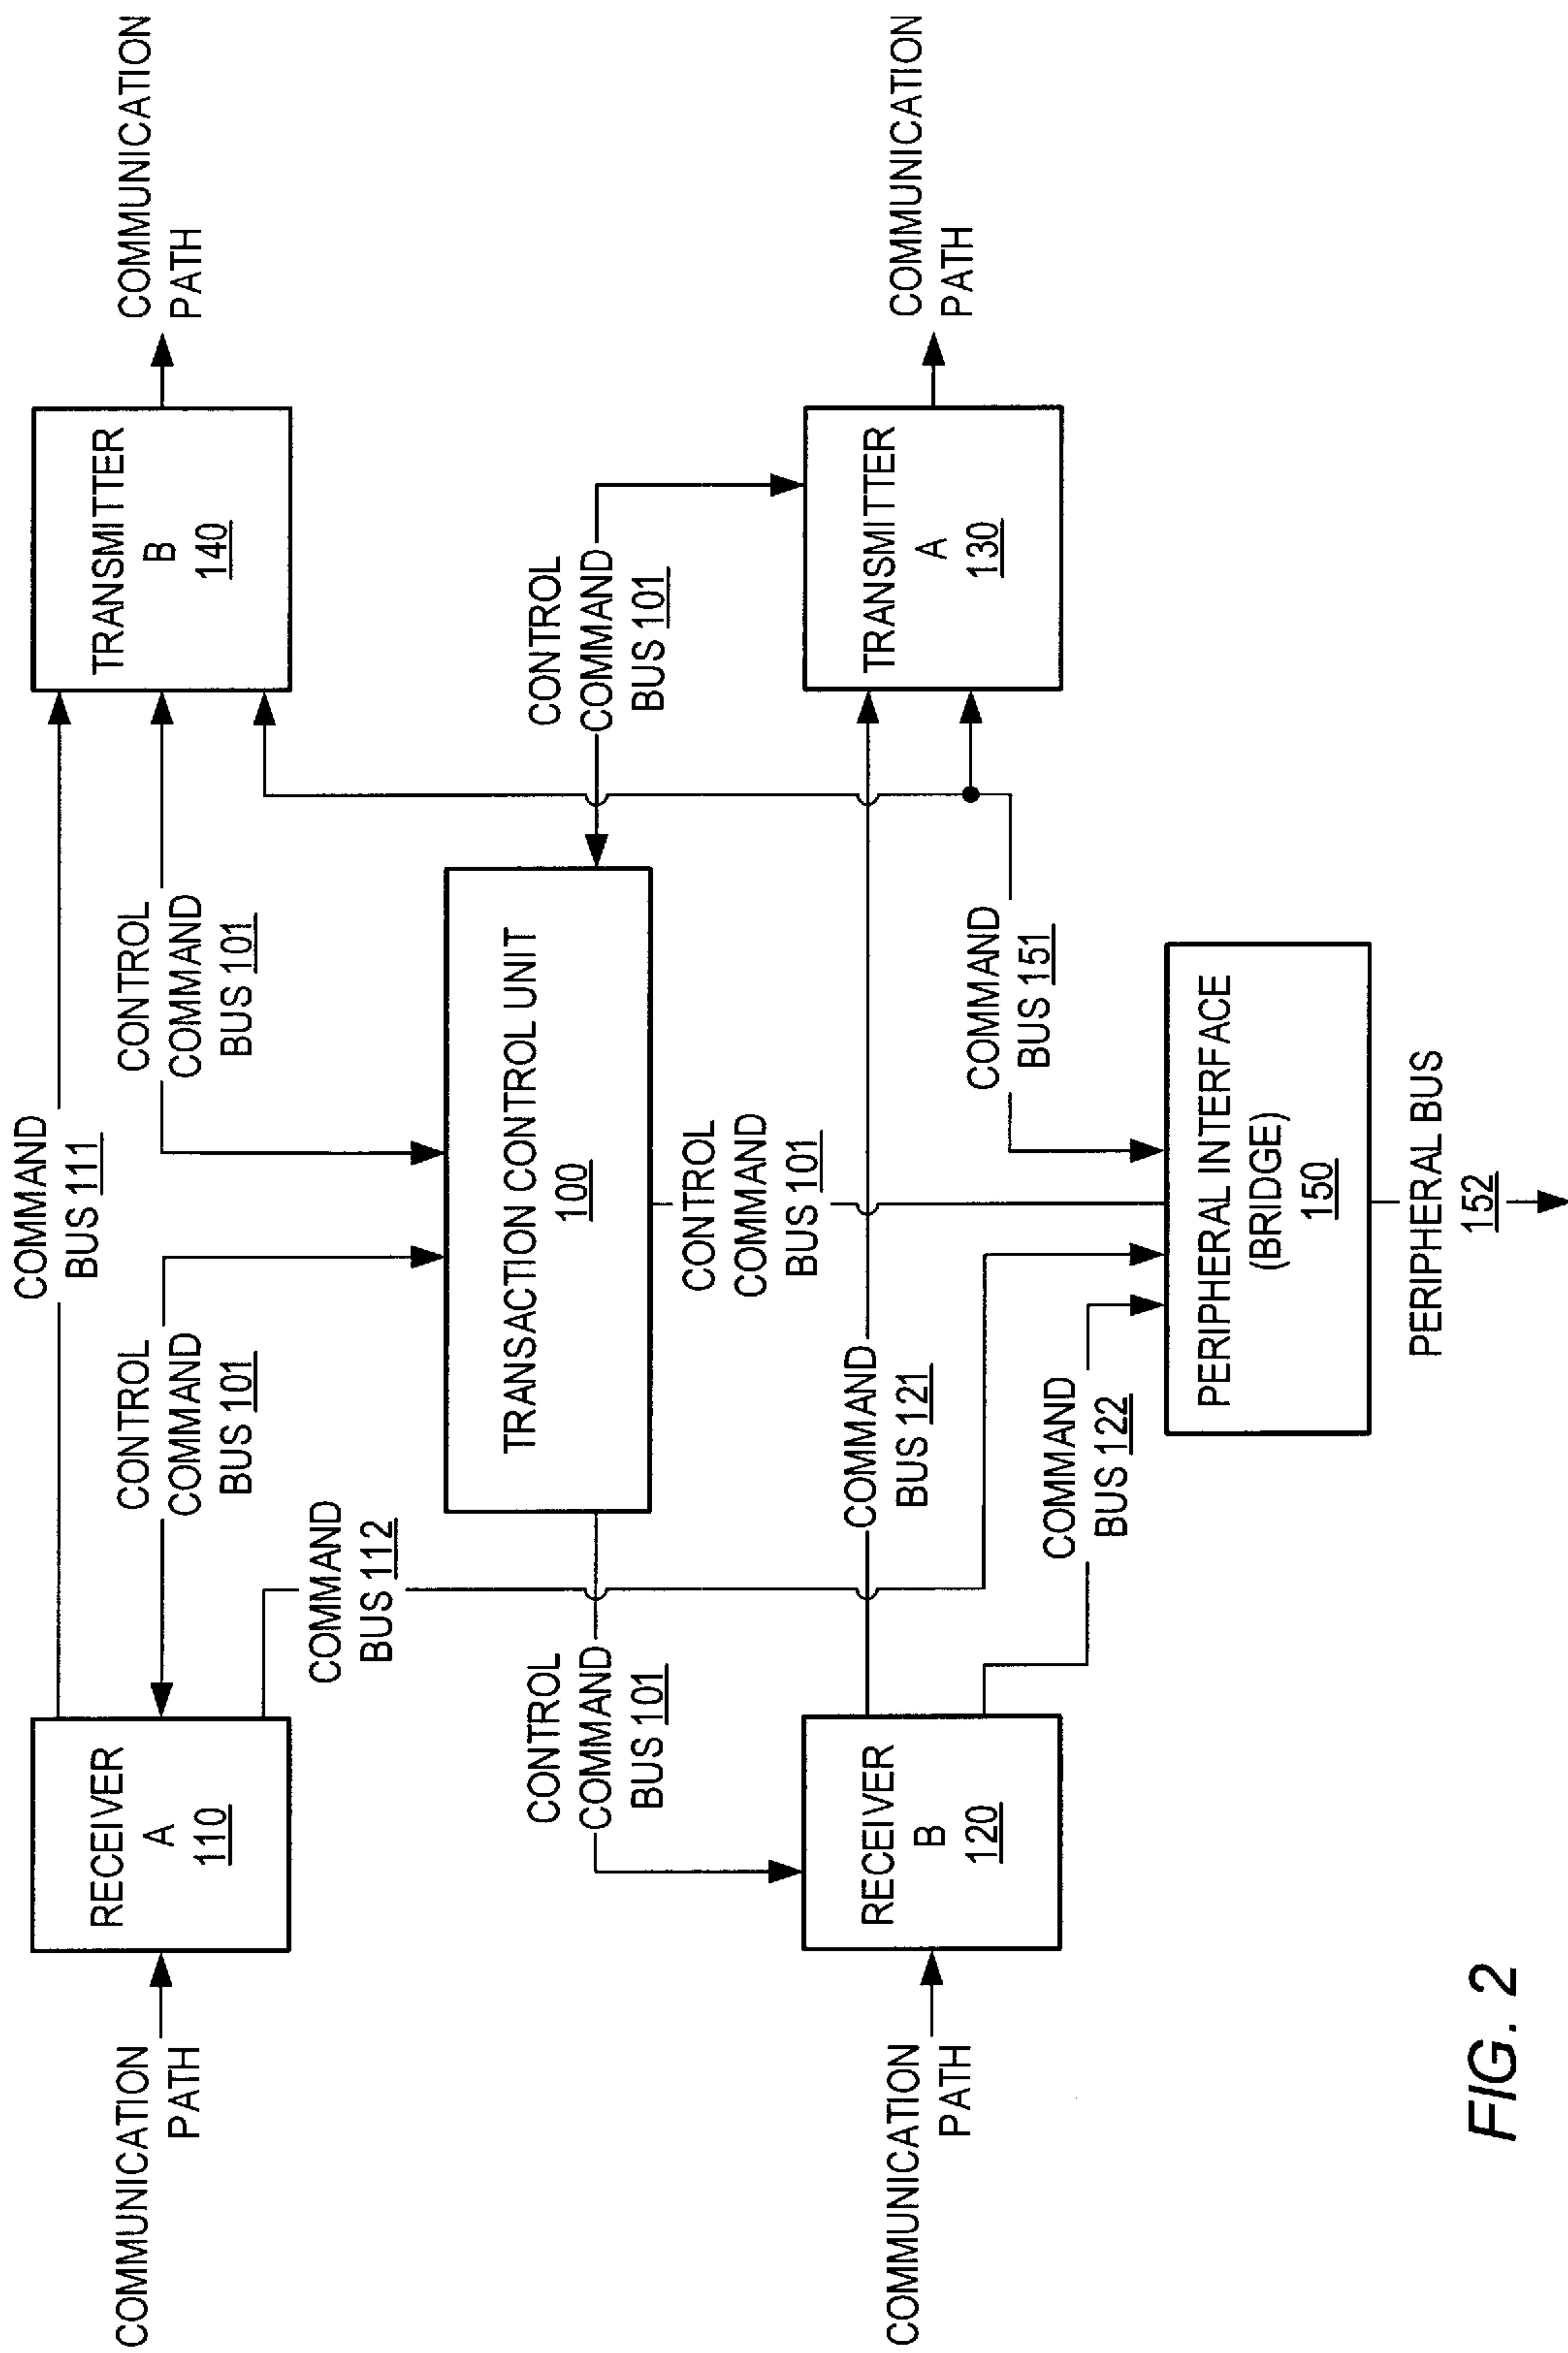 COMMUNICATION
PATH
RECEIVER
A
110
COMMAND
BUS 111
CONTROL
COMMAND
BUS 101
CONTROL
COMMAND
BUS 101
TRANSMITTER
B
140
COMMUNICATION
PATH
COMMAND
BUS 112
TRANSACTION CONTROL UNIT
100
CONTROL
COMMAND
BUS 101
CONTROL
COMMAND
BUS 101
CONTROL
COMMAND
BUS 101
COMMUNICATION
PATH
RECEIVER
B
120
COMMAND
BUS 121
TRANSMITTER
A
130
COMMUNICATION
PATH
COMMAND
BUS 122
COMMAND
BUS 151
PERIPHERAL INTERFACE
(BRIDGE)
150
PERIPHERAL BUS
152
FIG. 2